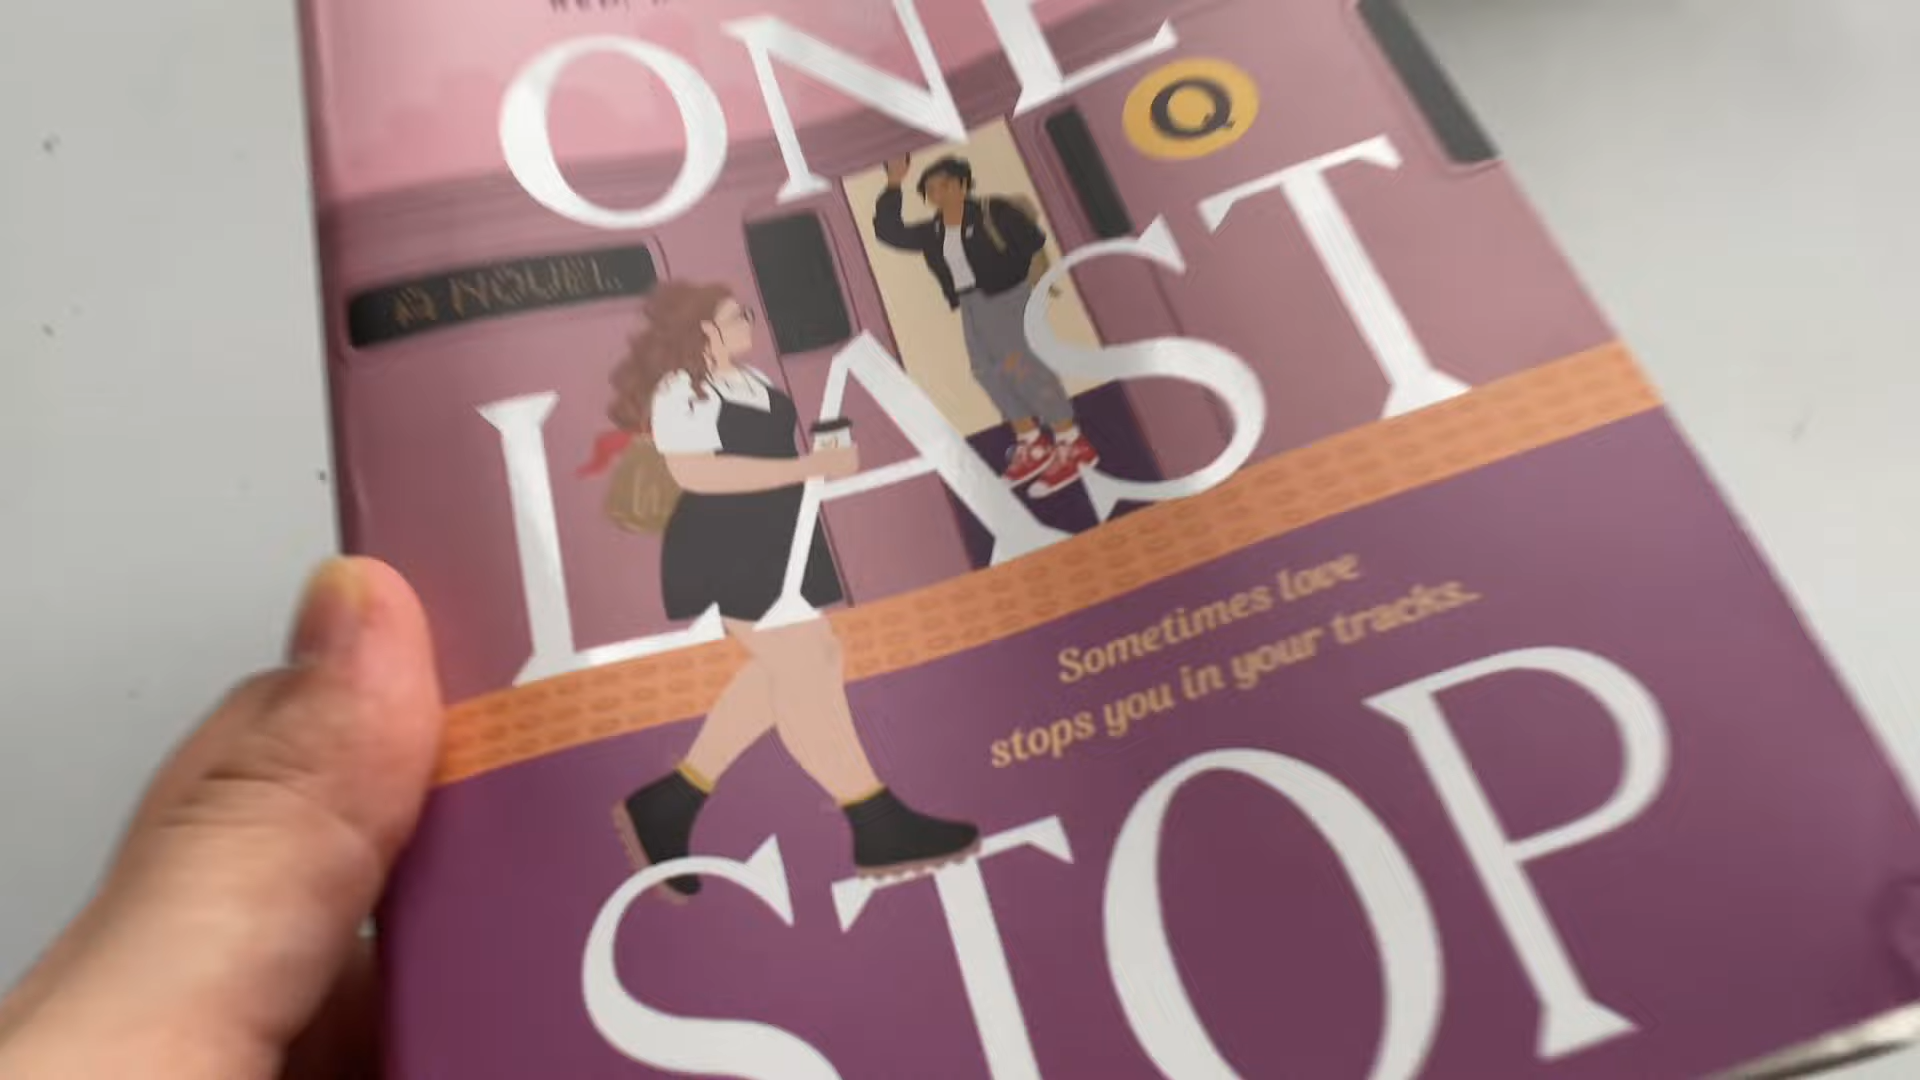 ONE
Q
LAST
A NOVEL
Sometimes love
stops you in your tracks.
STOP